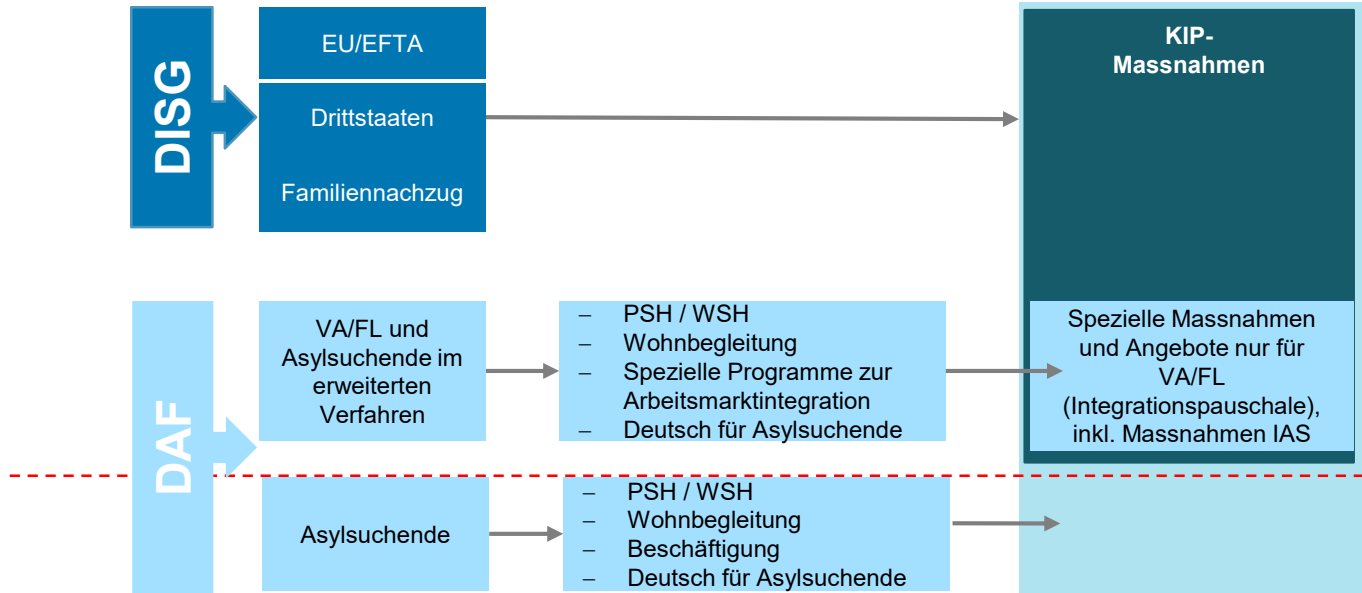 DISG
EU/EFTA
Drittstaaten
Familiennachzug
KIP-
Massnahmen
DAF
VA/FL und
Asylsuchende im
erweiterten
Verfahren
– PSH / WSH
– Wohnbegleitung
– Spezielle Programme zur
Arbeitsmarktintegration
– Deutsch für Asylsuchende
Spezielle Massnahmen
und Angebote nur für
VA/FL
(Integrationspauschale),
inkl. Massnahmen IAS
Asylsuchende
– PSH / WSH
– Wohnbegleitung
– Beschäftigung
– Deutsch für Asylsuchende